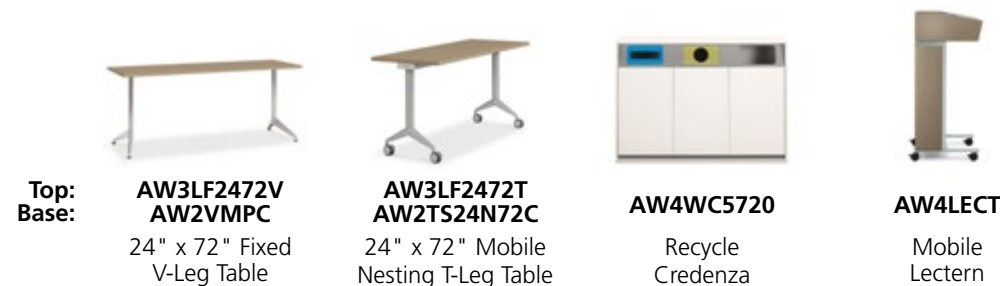 Top: AW3LF2472V AW3LF2472T
Base: AW2VMPC AW2TS24N72C AW4WC5720 AW4LECT
24" x 72" Fixed 24" x 72" Mobile Recycle Mobile
V-Leg Table Nesting T-Leg Table Credenza Lectern